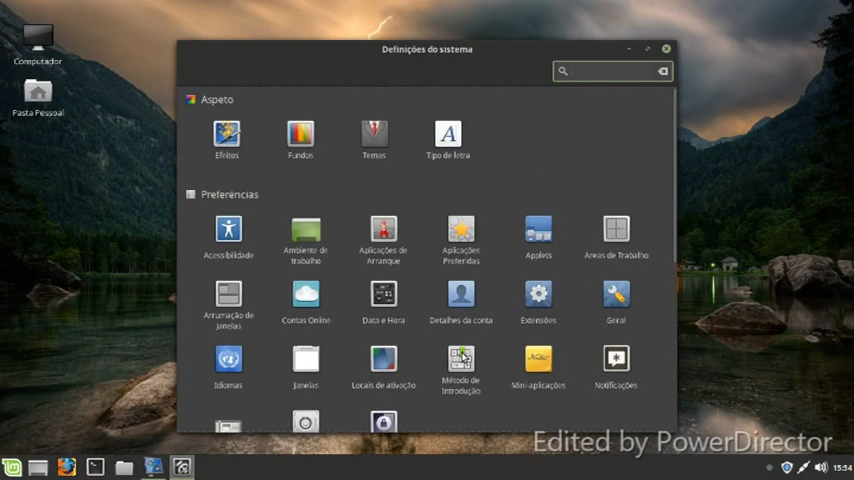 Definições do sistema
Computador
Pasta Pessoal
Aspeto
Efeitos
Fundos
Temas
Tipo de letra
Preferências
Acessibilidade
Ambiente de
trabalho
Aplicações de
Arranque
Aplicações
Preferidas
Applets
Áreas de Trabalho
Arrumação de
Janelas
Contas Online
Data e Hora
Detalhes da conta
Extensões
Geral
Idiomas
Janelas
Locais de ativação
Método de
Introdução
Mini-aplicações
Notificações
Edited by PowerDirector
15:54